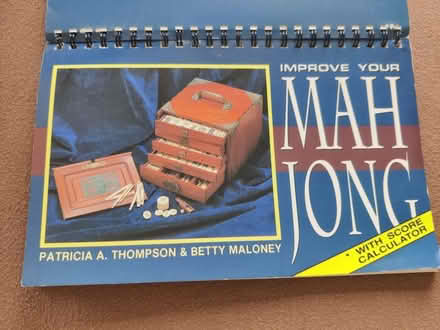 IMPROVE YOUR
MAH
JONG
PATRICIA A. THOMPSON & BETTY MALONEY
• WITH SCORE
CALCULATOR